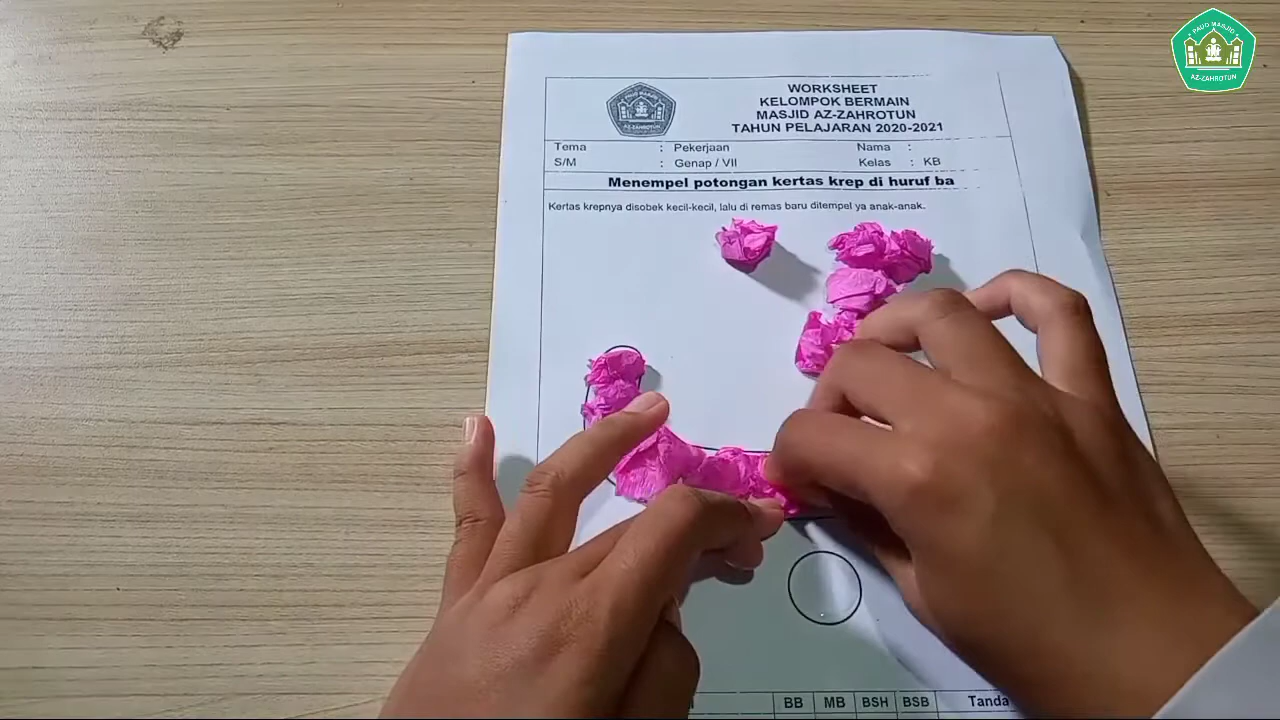 PAUD MASJID
AZ-ZAHROTUN
WORKSHEET
KELOMPOK BERMAIN
MASJID AZ-ZAHROTUN
TAHUN PELAJARAN 2020-2021
AZ-ZAHROTUN
Tema : Pekerjaan Nama :
S/M : Genap / VII Kelas : KB
Menempel potongan kertas krep di huruf ba
Kertas krepnya disobek kecil-kecil, lalu di remas baru ditempel ya anak-anak.
BB MB BSH BSB Tanda